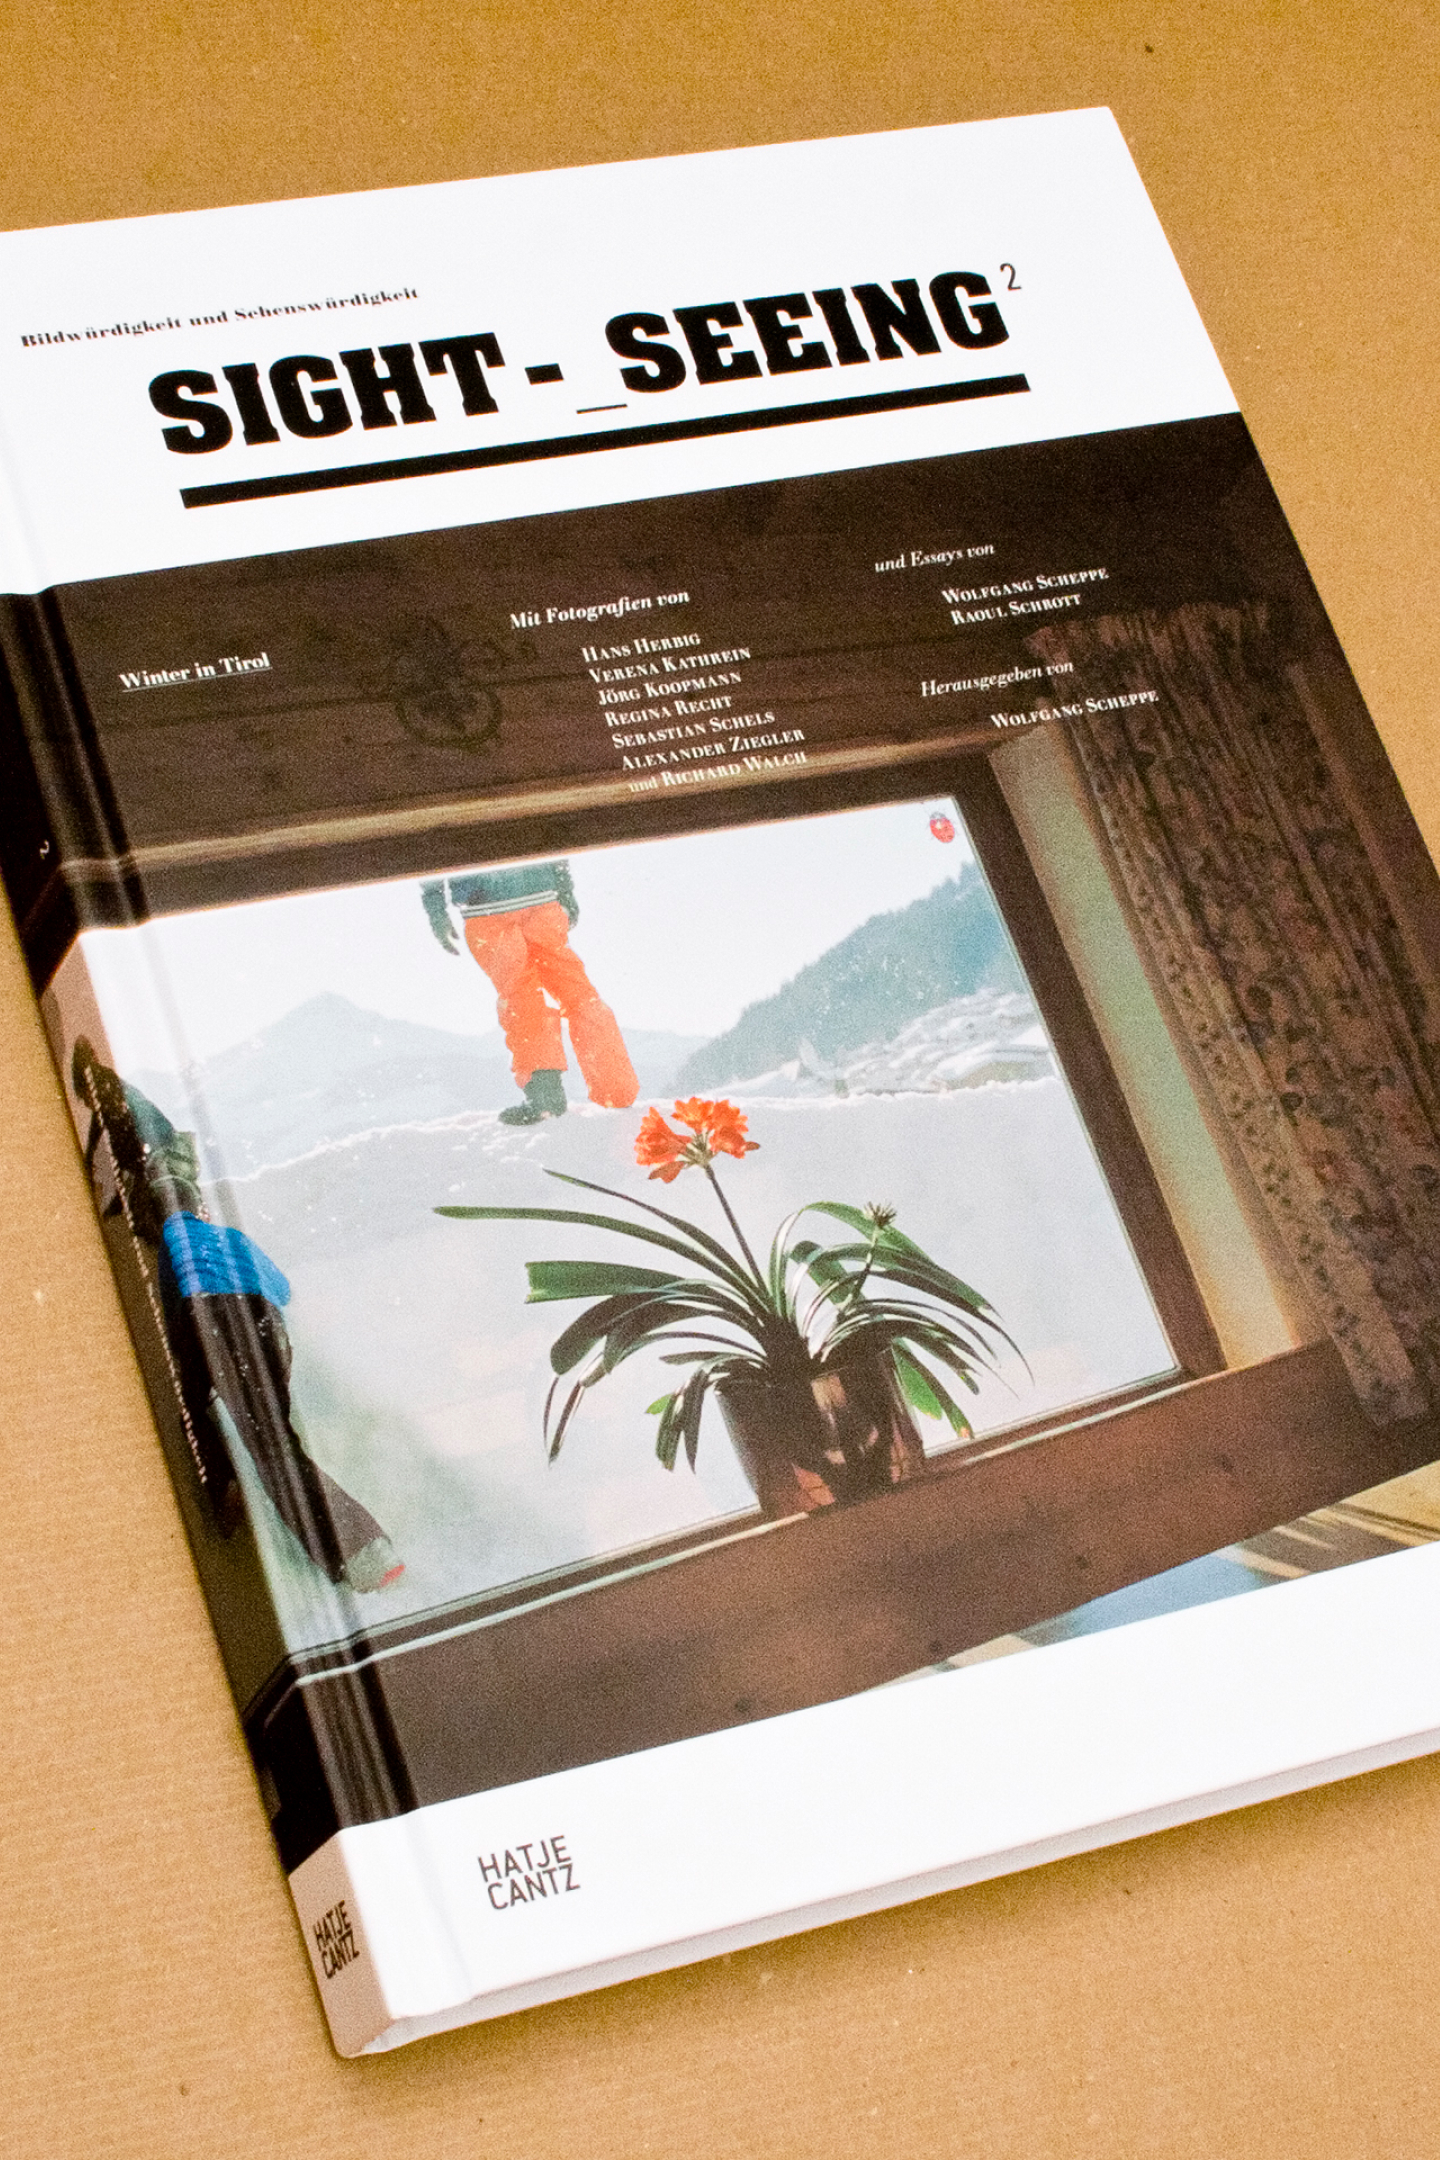 Bildwürdigkeit und Sehenswürdigkeit
SIGHT-_SEEING²
Winter in Tirol
Mit Fotografien von
HANS HERBIG
VERENA KATHREIN
JÖRG KOOPMANN
REGINA RECHT
SEBASTIAN SCHELS
ALEXANDER ZIEGLER
und RICHARD WALCH
und Essays von
WOLFGANG SCHEPPE
RAOUL SCHROTT
Herausgegeben von
WOLFGANG SCHEPPE
HATJE
CANTZ
2
HATJE
CANTZ